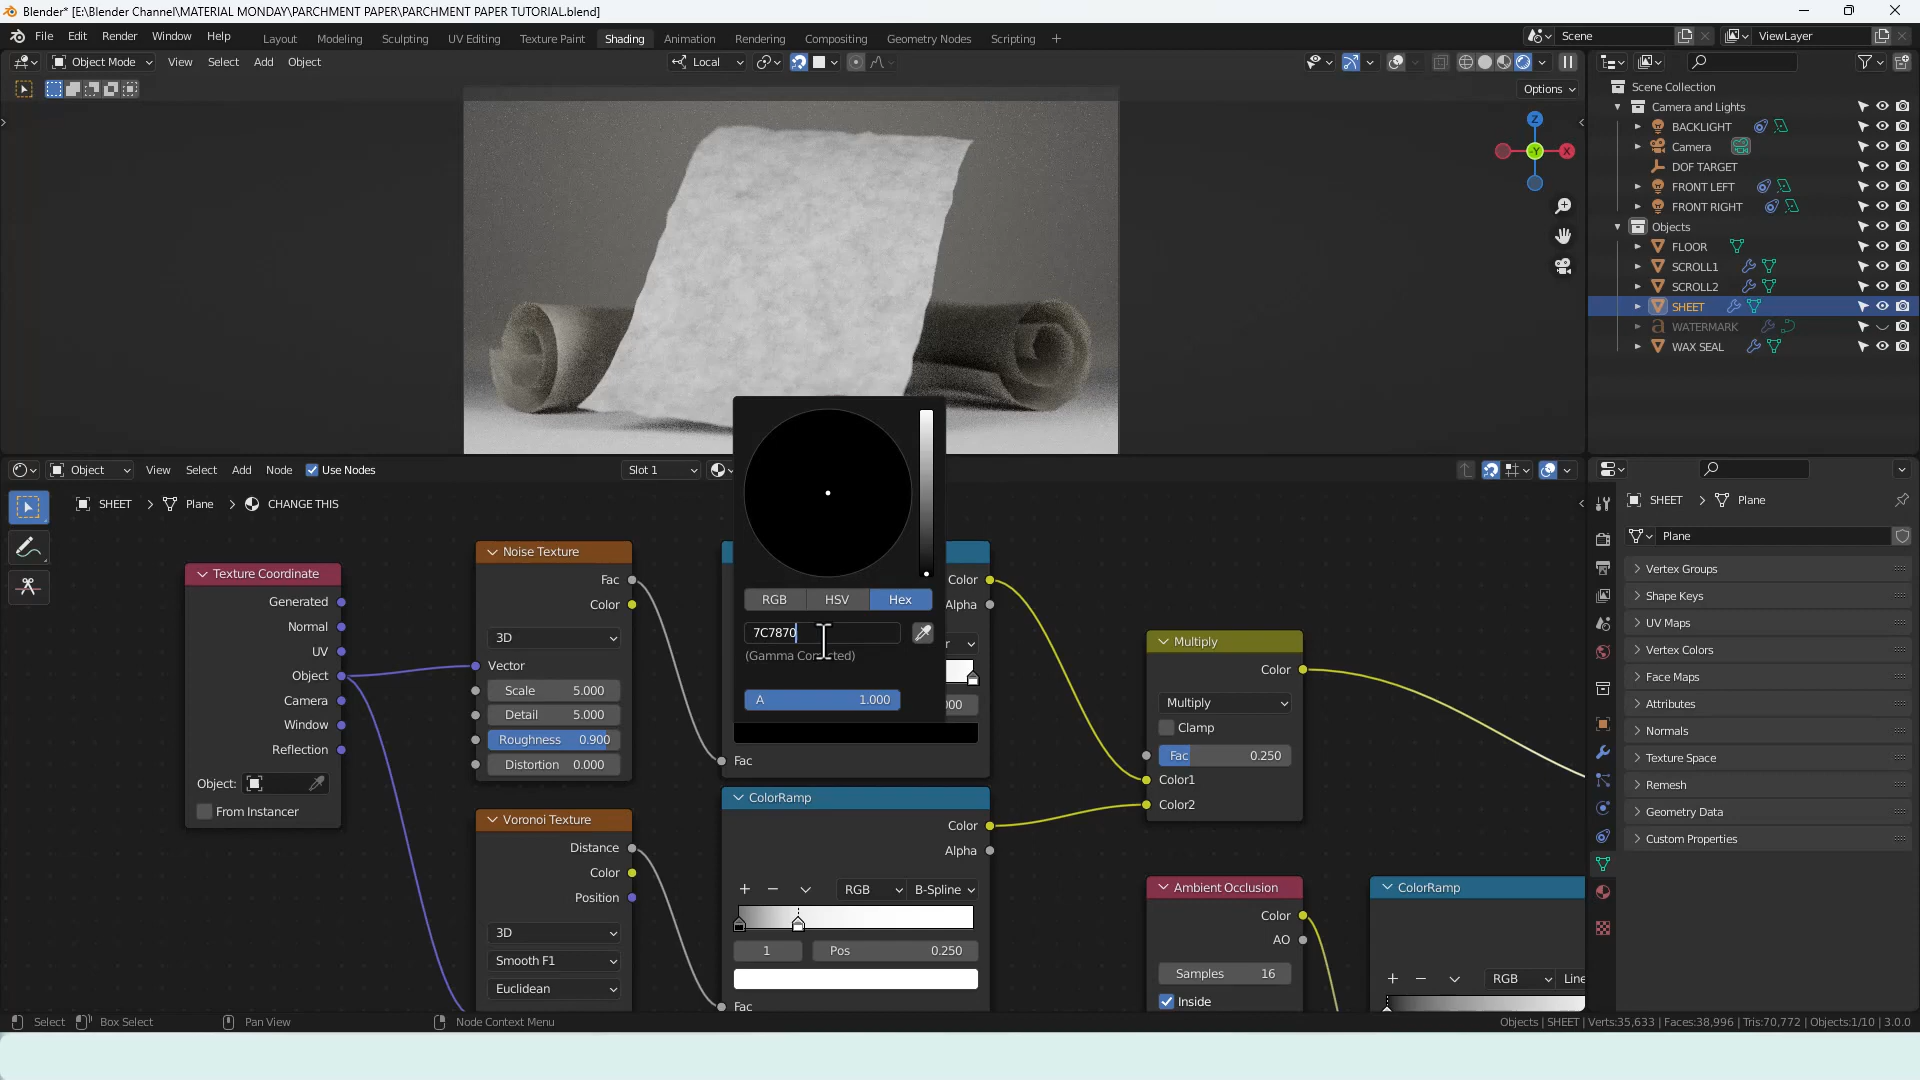 Blender* [E:\Blender Channel\MATERIAL MONDAY\PARCHMENT PAPER\PARCHMENT PAPER TUTORIAL.blend]
File Edit Render Window Help Layout Modeling Sculpting UV Editing Texture Paint Shading Animation Rendering Compositing Geometry Nodes Scripting + Scene ViewLayer
Object Mode View Select Add Object Local
Options
Z
-Y X
Scene Collection
Camera and Lights
BACKLIGHT
Camera
DOF TARGET
FRONT LEFT
FRONT RIGHT
Objects
FLOOR
SCROLL1
SCROLL2
SHEET
WATERMARK
WAX SEAL
Object View Select Add Node Use Nodes Slot 1
SHEET > Plane > CHANGE THIS
Texture Coordinate
Generated
Normal
UV
Object
Camera
Window
Reflection
Object:
From Instancer
Noise Texture
Fac
Color
3D
Vector
Scale 5.000
Detail 5.000
Roughness 0.900
Distortion 0.000
Voronoi Texture
Distance
Color
Position
3D
Smooth F1
Euclidean
RGB HSV Hex
7C7870
A 1.000
Color
Alpha
Fac
ColorRamp
Color
Alpha
RGB B-Spline
1 Pos 0.250
Fac
Multiply
Color
Multiply
Clamp
Fac 0.250
Color1
Color2
Ambient Occlusion
Color
AO
Samples 16
Inside
ColorRamp
RGB Line
SHEET > Plane
Plane
Vertex Groups
Shape Keys
UV Maps
Vertex Colors
Face Maps
Attributes
Normals
Texture Space
Remesh
Geometry Data
Custom Properties
Select Box Select Pan View Node Context Menu Objects | SHEET | Verts:35,633 | Faces:38,996 | Tris:70,772 | Objects:1/10 | 3.0.0